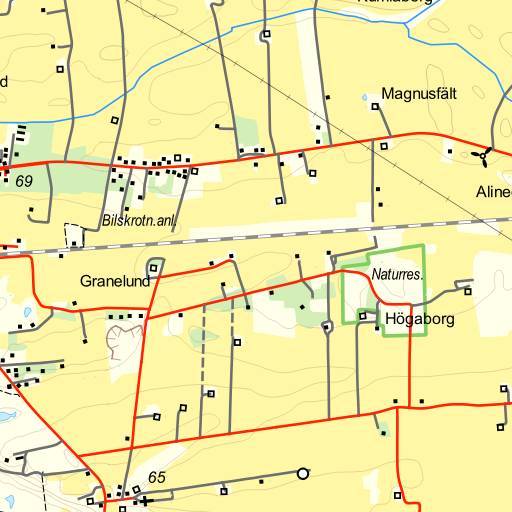 Magnusfält
69
Bilskrotn.anl.
Granelund
Naturres.
Högaborg
65